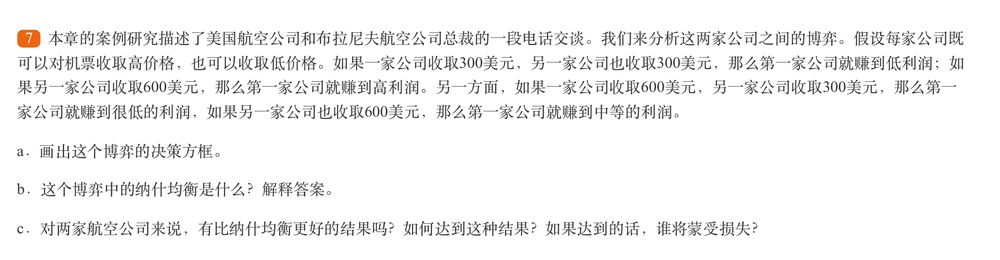 7 本章的案例研究描述了美国航空公司和布拉尼夫航空公司总裁的一段电话交谈。我们来分析这两家公司之间的博弈。假设每家公司既
可以对机票收取高价格，也可以收取低价格。如果一家公司收取300美元，另一家公司也收取300美元，那么第一家公司就赚到低利润；如
果另一家公司收取600美元，那么第一家公司就赚到高利润。另一方面，如果一家公司收取600美元，另一家公司收取300美元，那么第一
家公司就赚到很低的利润，如果另一家公司也收取600美元，那么第一家公司就赚到中等的利润。
a．画出这个博弈的决策方框。
b．这个博弈中的纳什均衡是什么？解释答案。
c．对两家航空公司来说，有比纳什均衡更好的结果吗？如何达到这种结果？如果达到的话，谁将蒙受损失？